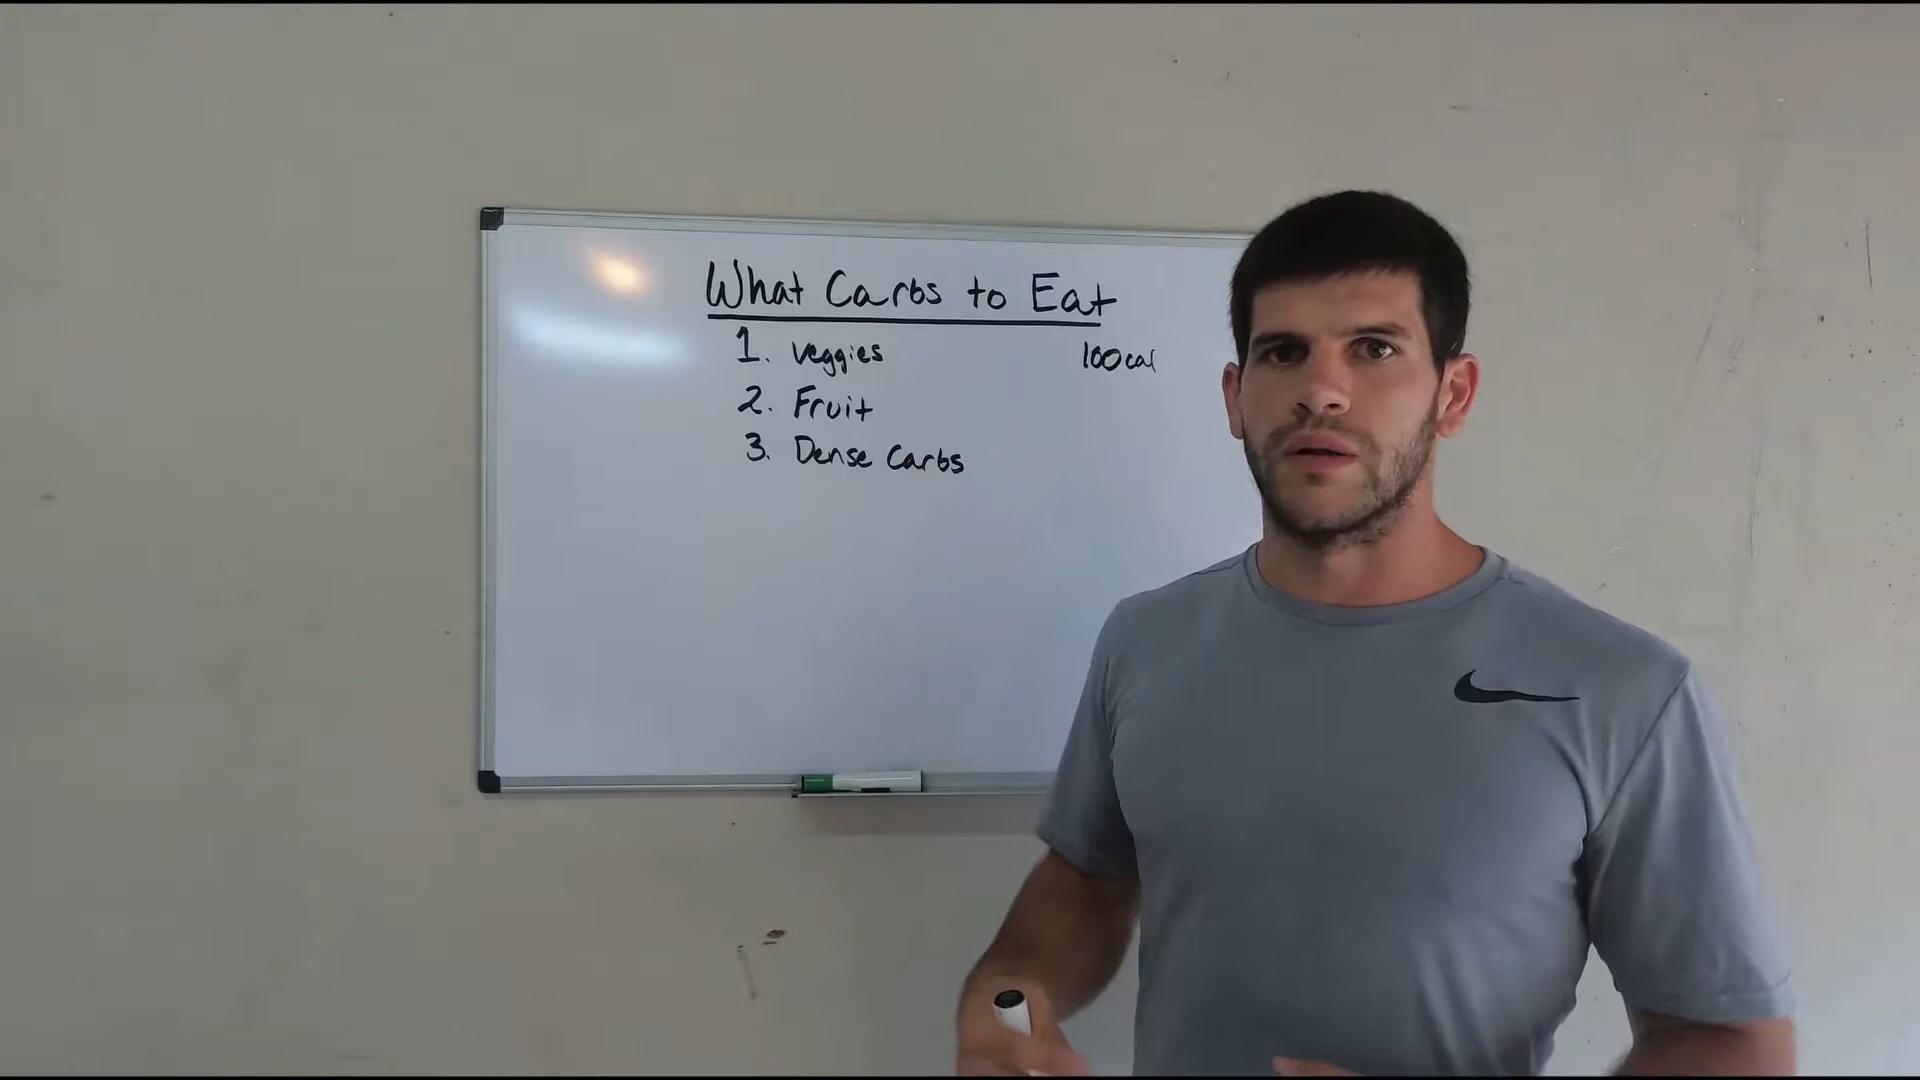 What Carbs to Eat
1. veggies 100cal
2. Fruit
3. Dense Carbs